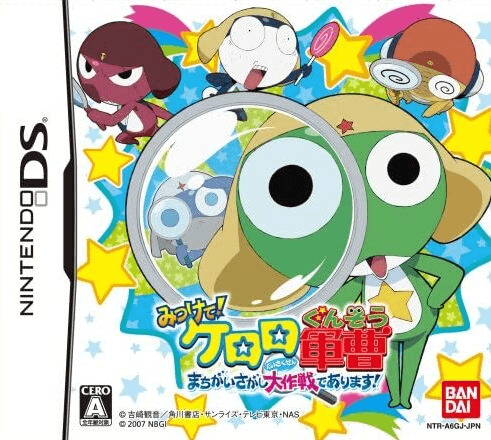 NINTENDO DS
みつけて!
ケロロ軍曹
ぐんそう
だいさくせん
まちがいさがし大作戦であります!
CERO
A
全年齢対象
© 吉崎観音/角川書店・サンライズ・テレビ東京・NAS
© 2007 NBGI
BAN
DAI
NTR-A6GJ-JPN